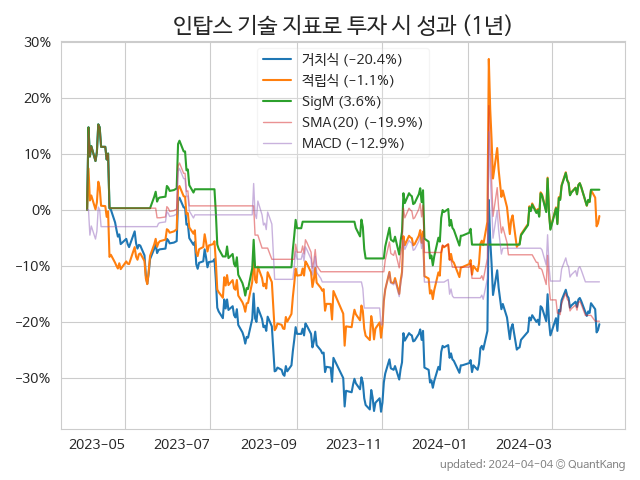 인탑스 기술 지표로 투자 시 성과 (1년)
30%
20%
10%
0%
−10%
−20%
−30%
거치식 (−20.4%)
적립식 (−1.1%)
SigM (3.6%)
SMA(20) (−19.9%)
MACD (−12.9%)
2023−05
2023−07
2023−09
2023−11
2024−01
2024−03
updated: 2024−04−04 © QuantKang